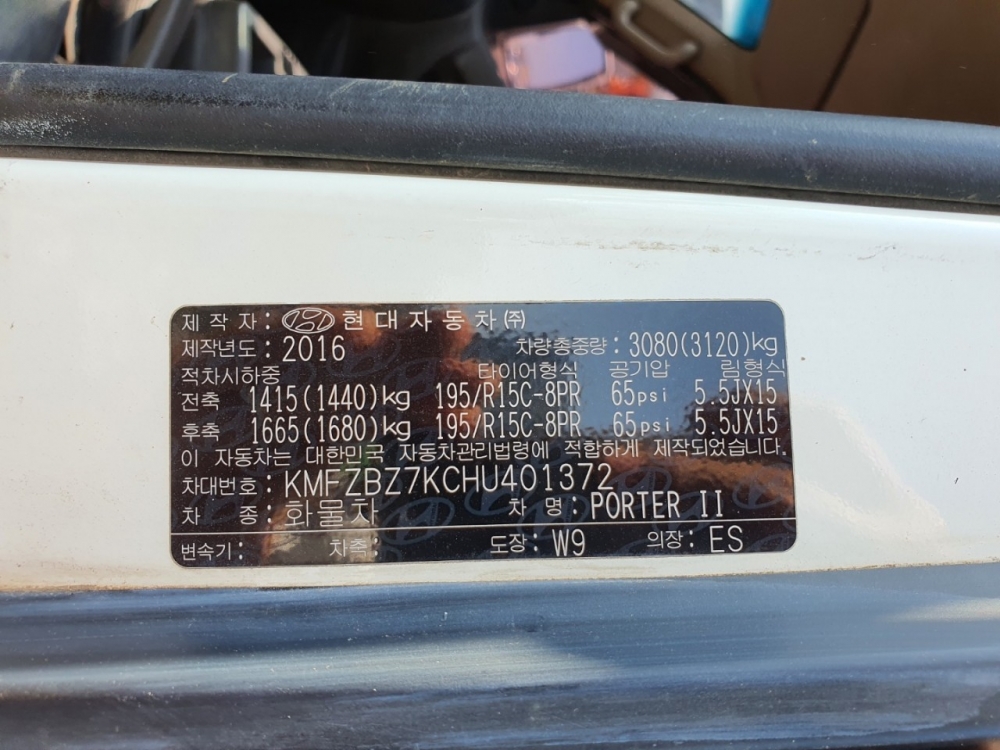 제 작 자 : 현대자동차(주)
제작년도 : 2016 차량총중량 : 3080(3120)kg
적차시하중 타이어형식 공기압 림형식
전축 1415(1440)kg 195/R15C-8PR 65psi 5.5JX15
후축 1665(1680)kg 195/R15C-8PR 65psi 5.5JX15
이 자동차는 대한민국 자동차관리법령에 적합하게 제작되었습니다.
차대번호 : KMFZBZ7KCHU401372
차 종 : 화물차 차 명 : PORTER II
변속기 : 차축 : 도장 : W9 의장 : ES